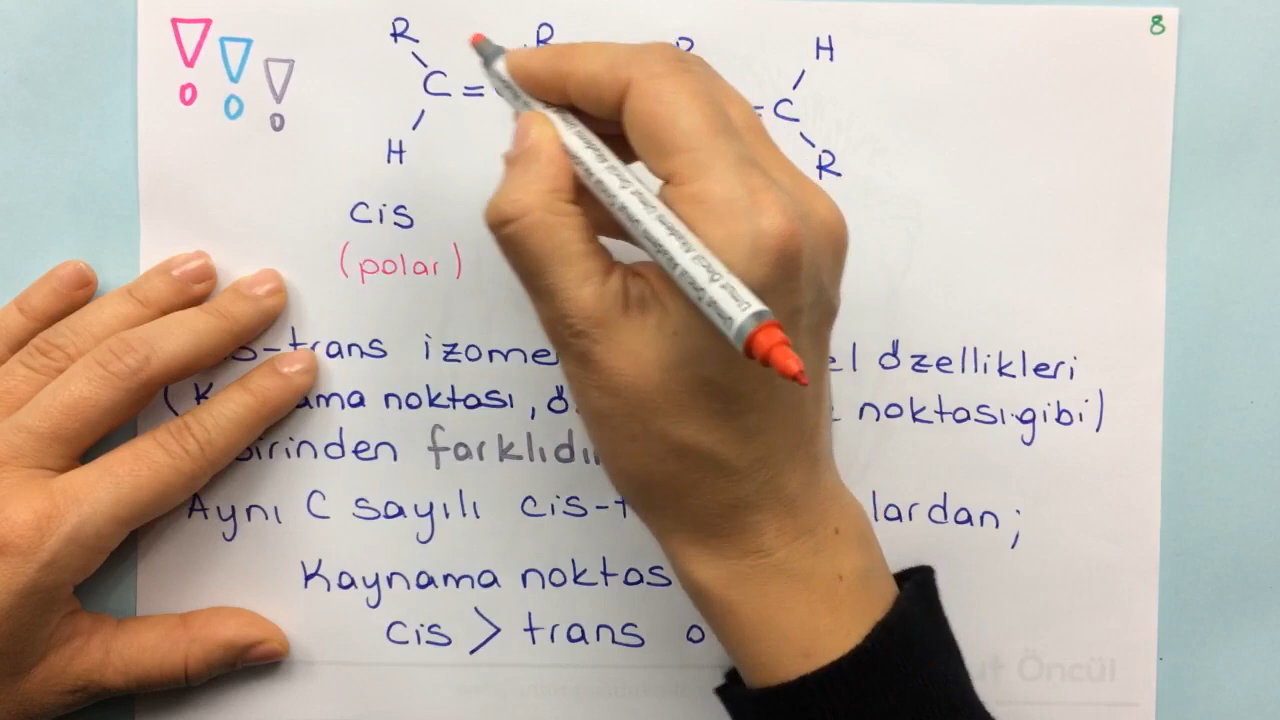 8
R R H
C = = C
H R
cis
(polar)
trans izome el özellikleri
ama noktası, noktası gibi)
birinden farklıdı
Aynı C sayılı cis-t lardan;
Kaynama noktas
cis > trans o
Öncül